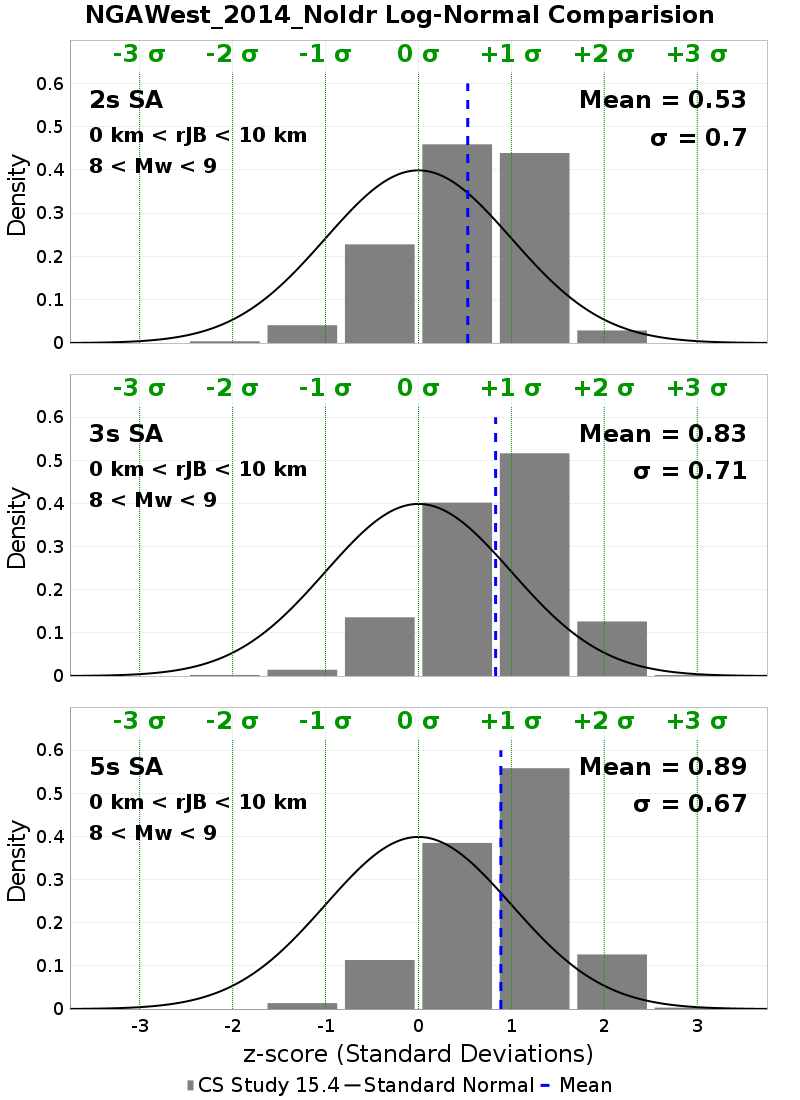 NGAWest_2014_NoIdr Log-Normal Comparision
-3 σ -2 σ -1 σ 0 σ +1 σ +2 σ +3 σ
2s SA
Mean = 0.53
0 km < rJB < 10 km
σ = 0.7
8 < Mw < 9
Density
0.6
0.5
0.4
0.3
0.2
0.1
0
-3 σ -2 σ -1 σ 0 σ +1 σ +2 σ +3 σ
3s SA
Mean = 0.83
0 km < rJB < 10 km
σ = 0.71
8 < Mw < 9
Density
0.6
0.5
0.4
0.3
0.2
0.1
0
-3 σ -2 σ -1 σ 0 σ +1 σ +2 σ +3 σ
5s SA
Mean = 0.89
0 km < rJB < 10 km
σ = 0.67
8 < Mw < 9
Density
0.6
0.5
0.4
0.3
0.2
0.1
0
-3 -2 -1 0 1 2 3
z-score (Standard Deviations)
CS Study 15.4 Standard Normal Mean